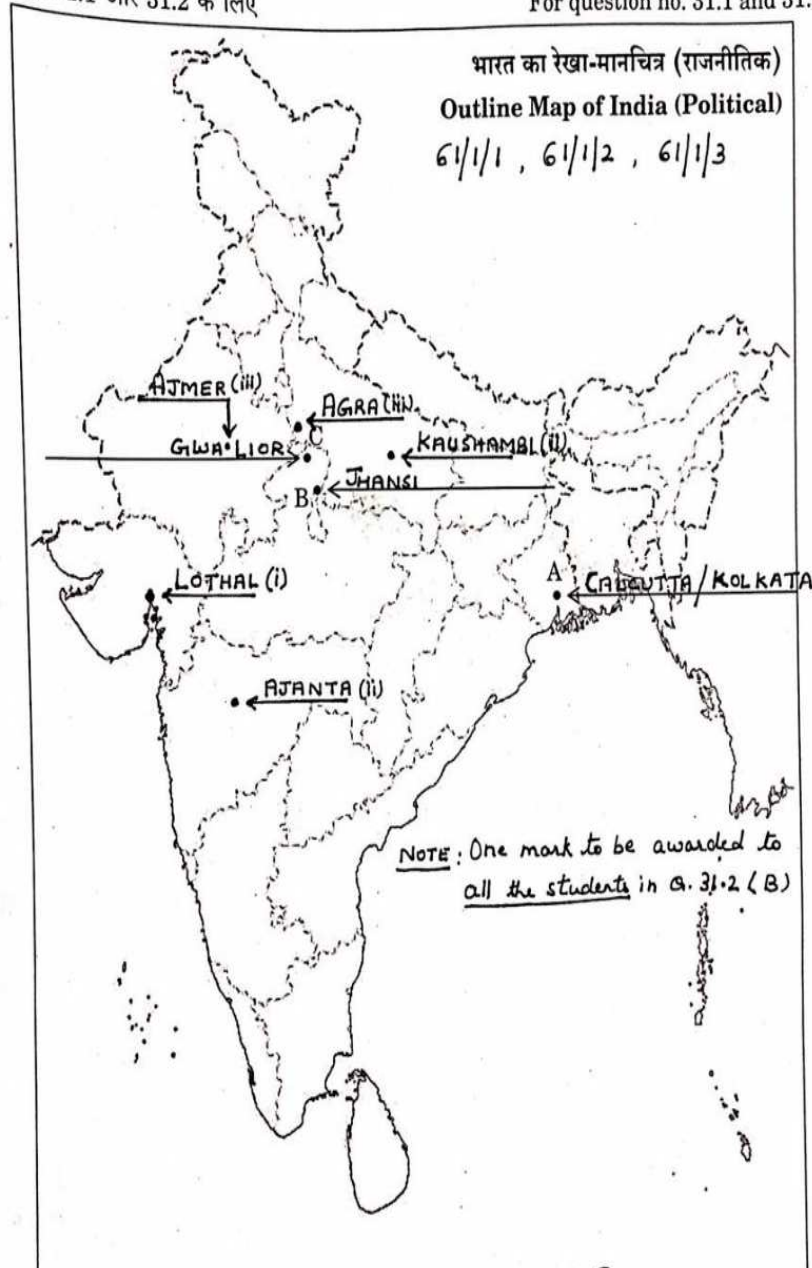 31.2 के लिए
For question no. 31.1 and 31.
भारत का रेखा-मानचित्र (राजनीतिक)
Outline Map of India (Political)
61/1/1 , 61/1/2 , 61/1/3
AJMER (iii)
AGRA
C
GWALIOR
KAUSHAMBI (ii)
JHANSI
B
LOTHAL (i)
A
CALCUTTA/KOLKATA
AJANTA (ii)
NOTE : One mark to be awarded to
all the students in Q. 31.2 (B)